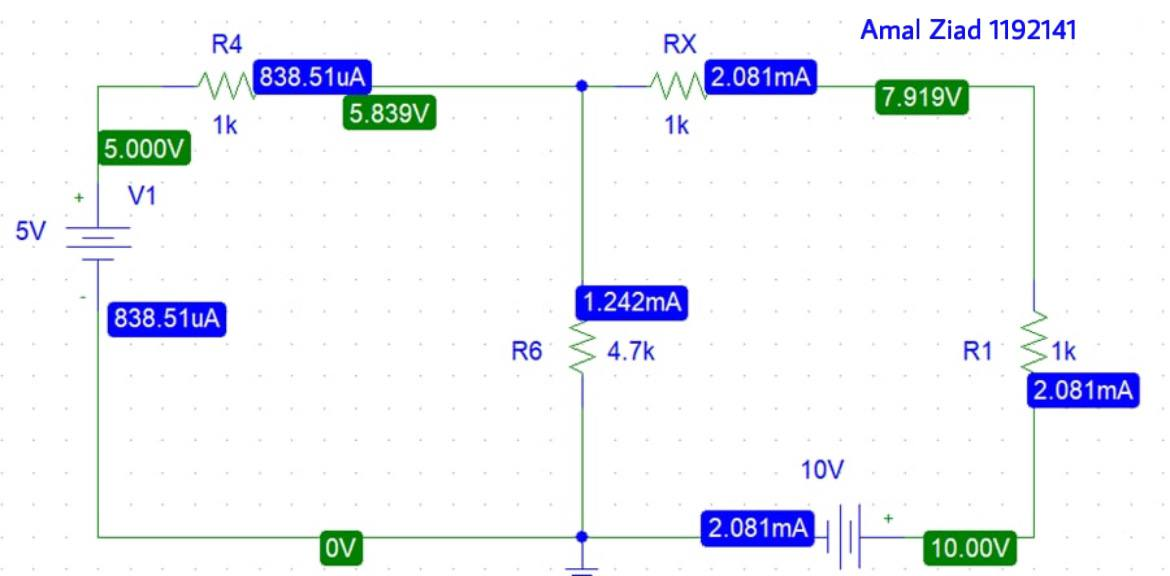 Amal Ziad 1192141
R4
838.51uA
5.839V
1k
RX
2.081mA
7.919V
1k
5.000V
+
V1
5V
-
838.51uA
1.242mA
R6
4.7k
R1
1k
2.081mA
10V
2.081mA
+
10.00V
0V